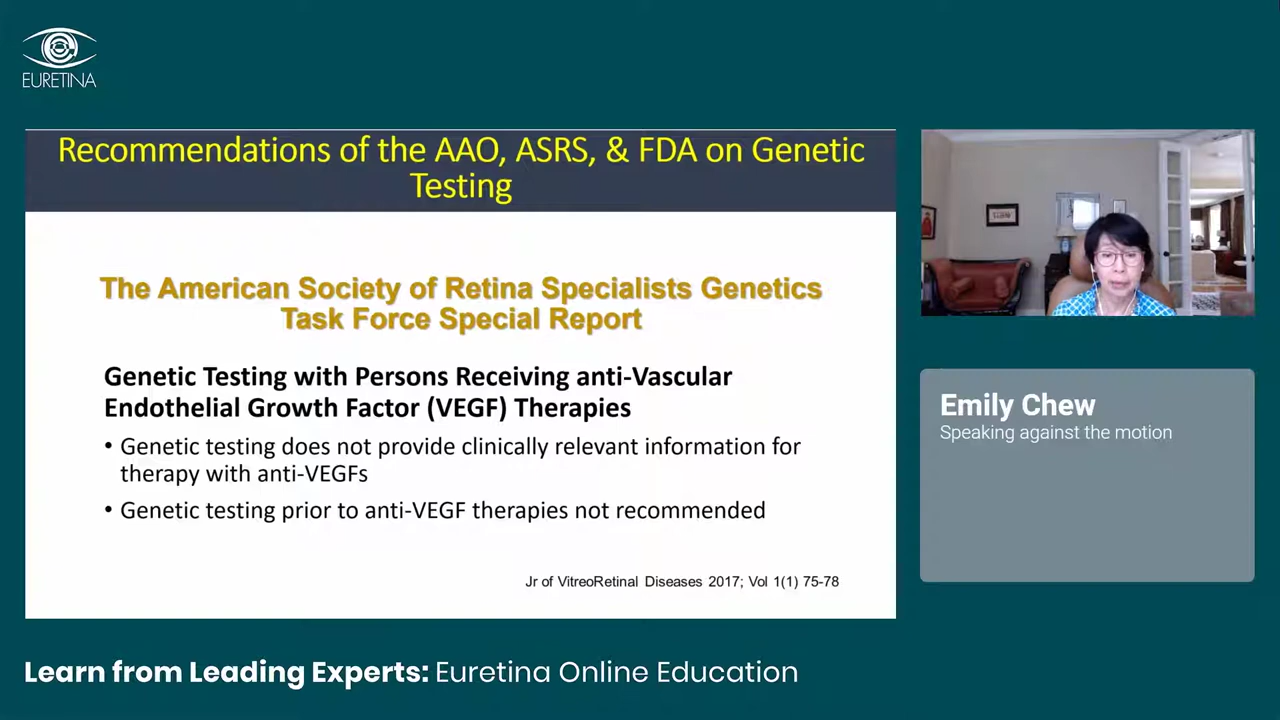 EURETINA
Recommendations of the AAO, ASRS, & FDA on Genetic
Testing
The American Society of Retina Specialists Genetics
Task Force Special Report
Genetic Testing with Persons Receiving anti-Vascular
Endothelial Growth Factor (VEGF) Therapies
• Genetic testing does not provide clinically relevant information for
therapy with anti-VEGFs
• Genetic testing prior to anti-VEGF therapies not recommended
Jr of VitreoRetinal Diseases 2017; Vol 1(1) 75-78
Emily Chew
Speaking against the motion
Learn from Leading Experts: Euretina Online Education